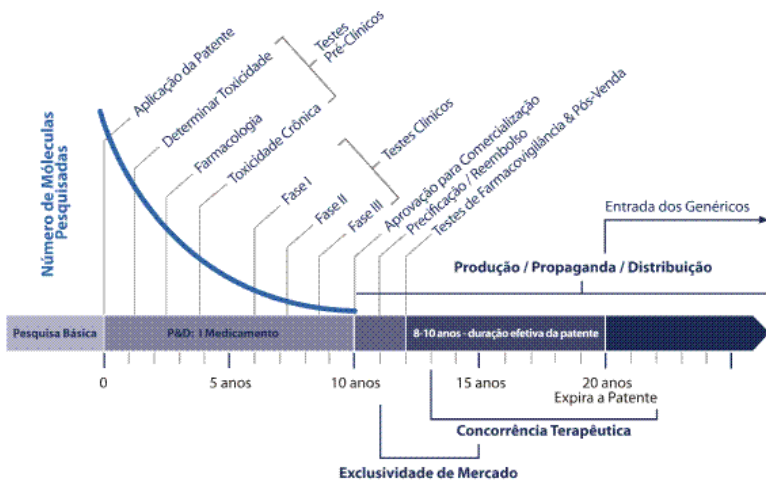 Aplicação da Patente
Determinar Toxicidade
Testes
Pré-Clínicos
Farmacologia
Toxicidade Crônica
Fase I
Fase II
Fase III
Testes Clínicos
Aprovação para Comercialização
Precificação / Reembolso
Testes de Farmacovigilância & Pós-Venda
Número de Móleculas
Pesquisadas
Entrada dos Genéricos
Produção / Propaganda / Distribuição
Pesquisa Básica
P&D: I Medicamento
8-10 anos - duração efetiva da patente
0
5 anos
10 anos
15 anos
20 anos
Expira a Patente
Concorrência Terapêutica
Exclusividade de Mercado